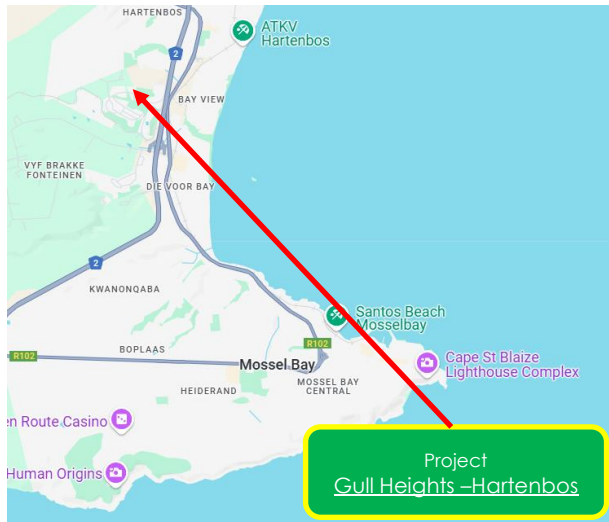 HARTENBOS
ATKV
Hartenbos
2
BAY VIEW
VYF BRAKKE
FONTEINEN
DIE VOOR BAY
2
KWANONQABA
Santos Beach
Mosselbay
R102
R102
BOPLAAS
Mossel Bay
Cape St Blaize
Lighthouse Complex
HEIDERAND
MOSSEL BAY
CENTRAL
en Route Casino
Human Origins
Project
Gull Heights –Hartenbos